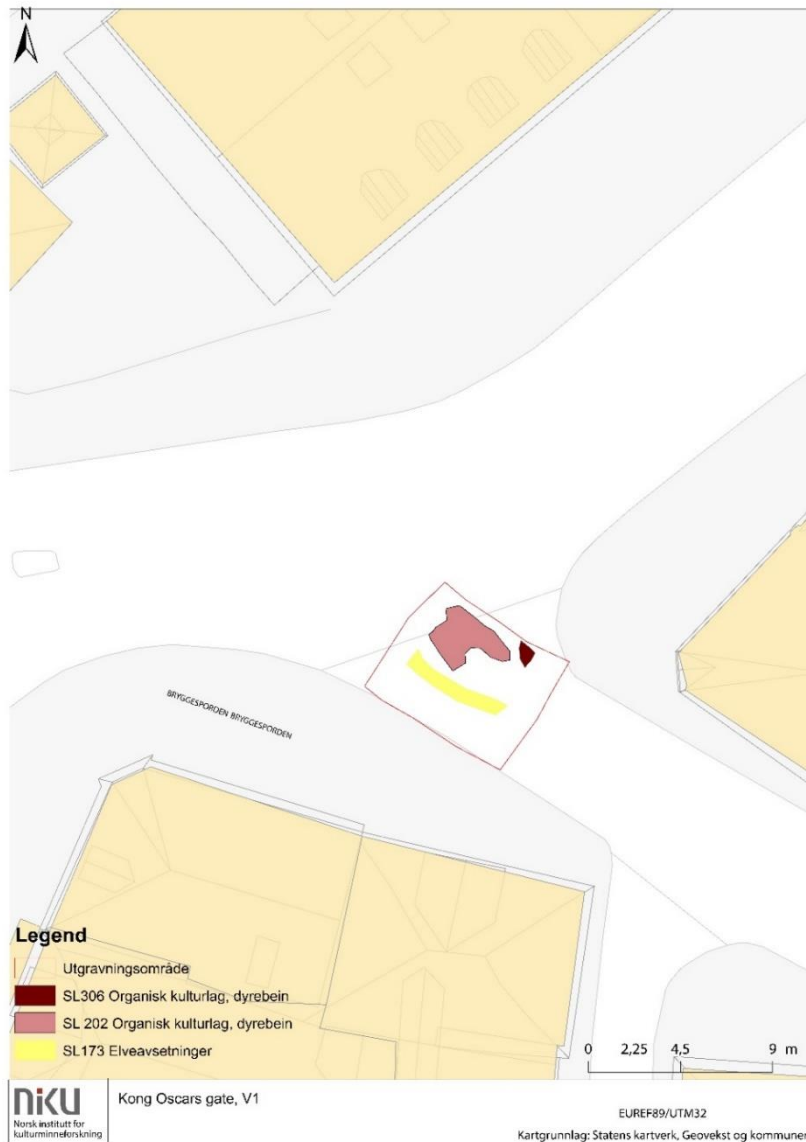 N
BRYGGESPORDEN BRYGGESPORDEN
Legend
Utgravningsområde
SL306 Organisk kulturlag, dyrebein
SL 202 Organisk kulturlag, dyrebein
SL173 Elveavsetninger
0 2,25 4,5 9 m
niku
Norsk institutt for
kulturminneforskning
Kong Oscars gate, V1
EUREF89/UTM32
Kartgrunnlag: Statens kartverk, Geovekst og kommuner